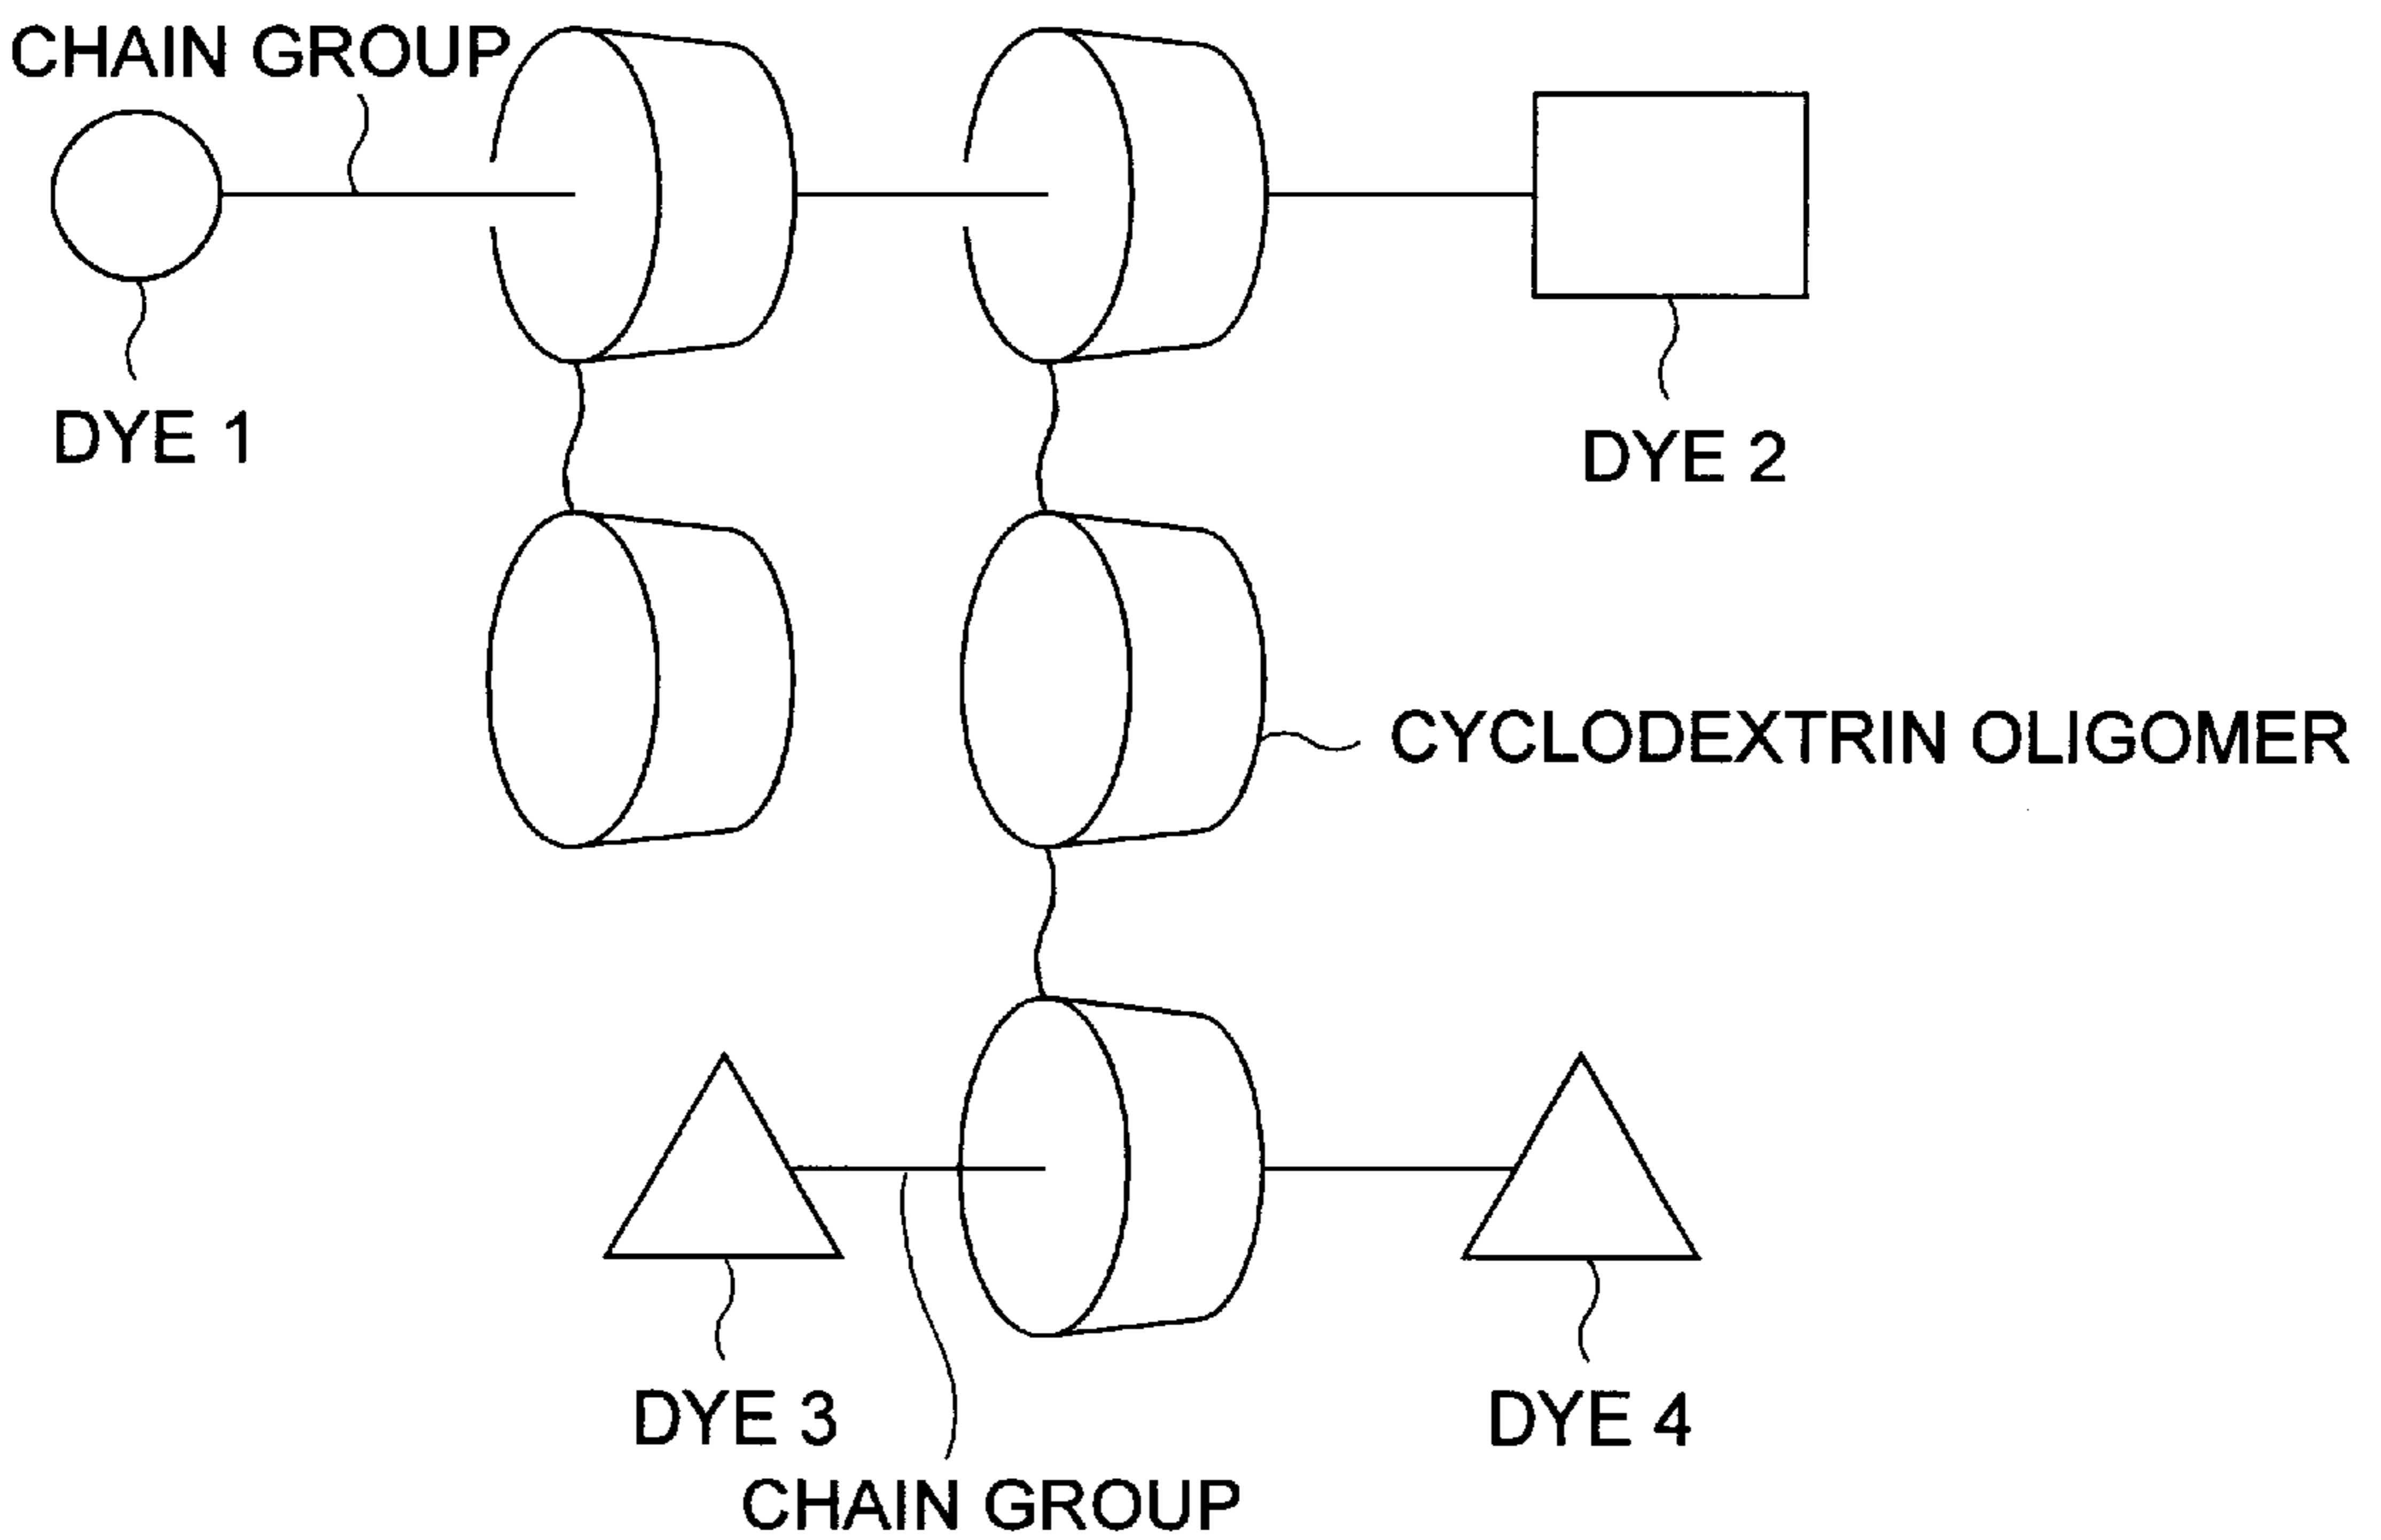 CHAIN GROUP
DYE 1
DYE 2
CYCLODEXTRIN OLIGOMER
DYE 3
DYE 4
CHAIN GROUP